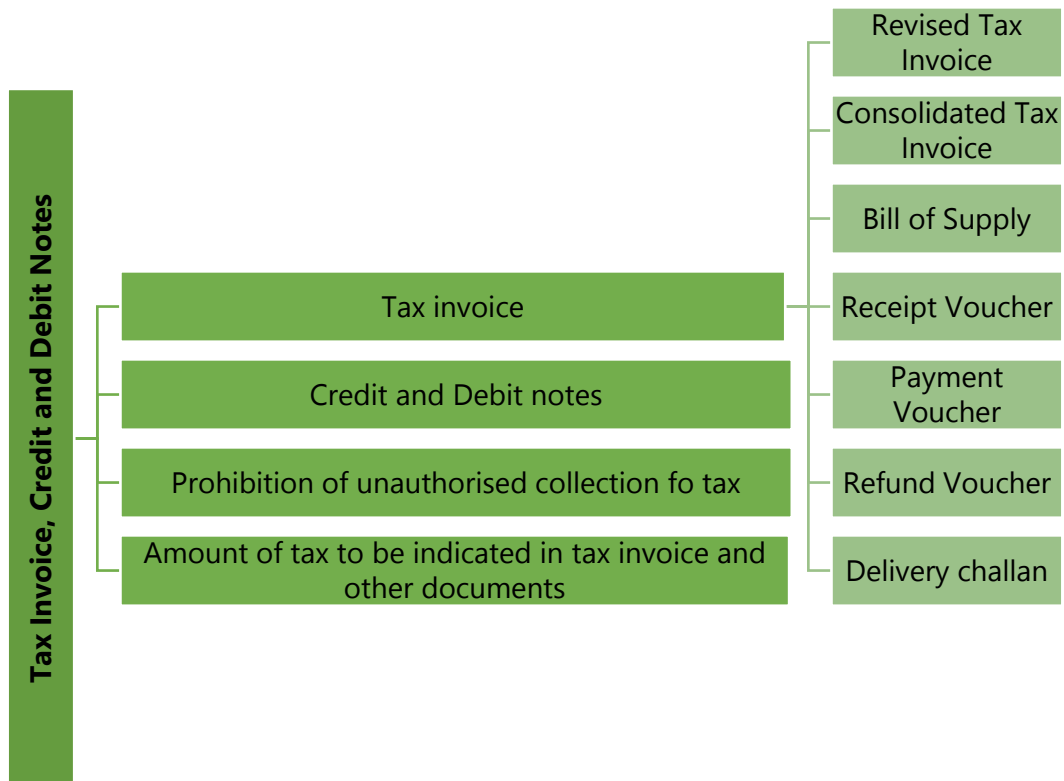 Tax Invoice, Credit and Debit Notes
Tax invoice
Credit and Debit notes
Prohibition of unauthorised collection fo tax
Amount of tax to be indicated in tax invoice and
other documents
Revised Tax
Invoice
Consolidated Tax
Invoice
Bill of Supply
Receipt Voucher
Payment
Voucher
Refund Voucher
Delivery challan